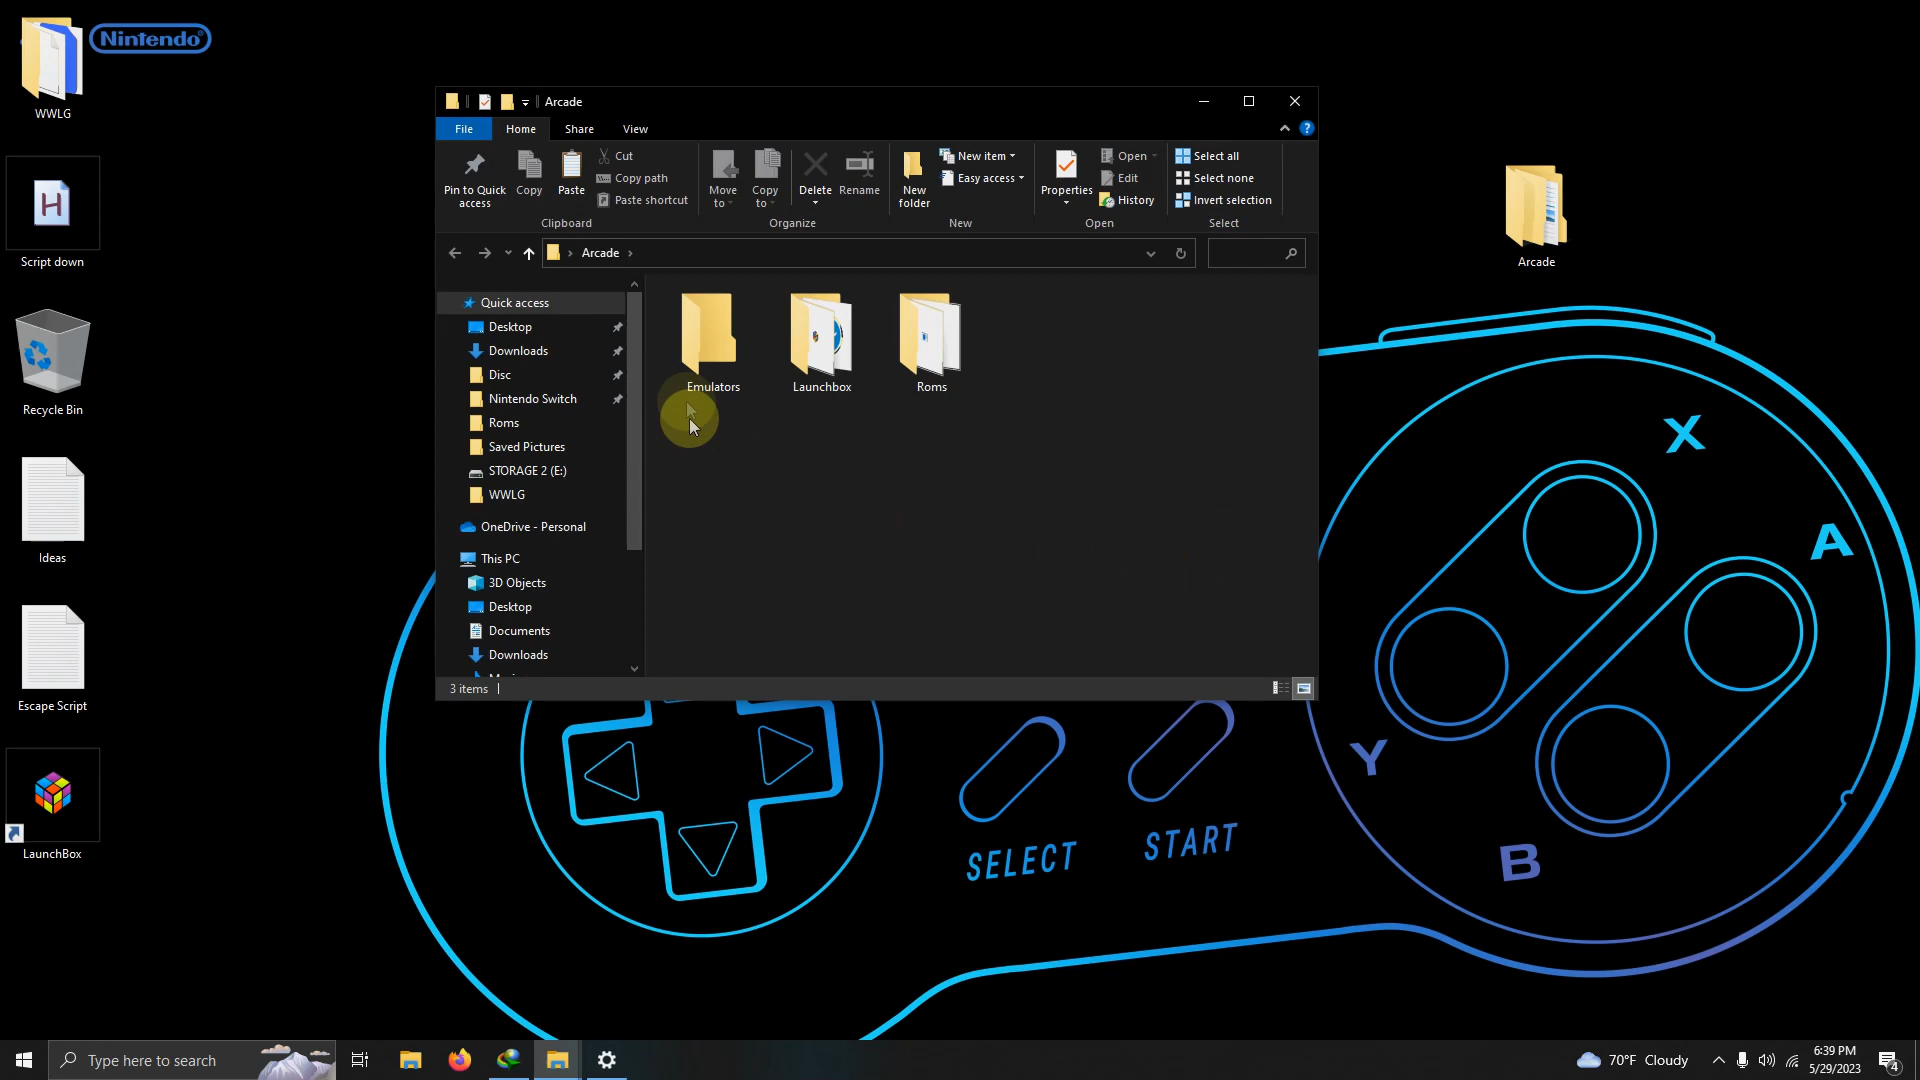 WWLG
Nintendo
Script down
Recycle Bin
Ideas
Escape Script
LaunchBox
Arcade
File Home Share View
Pin to Quick access
Copy
Paste
Cut
Copy path
Paste shortcut
Clipboard
Move to
Copy to
Delete
Rename
Organize
New folder
New item
Easy access
New
Properties
Open
Edit
History
Open
Select all
Select none
Invert selection
Select
Arcade
Quick access
Desktop
Downloads
Disc
Nintendo Switch
Roms
Saved Pictures
STORAGE 2 (E:)
WWLG
OneDrive - Personal
This PC
3D Objects
Desktop
Documents
Downloads
Emulators
Launchbox
Roms
3 items
Arcade
X
A
Y
B
SELECT
START
Type here to search
70°F Cloudy
6:39 PM
5/29/2023
4